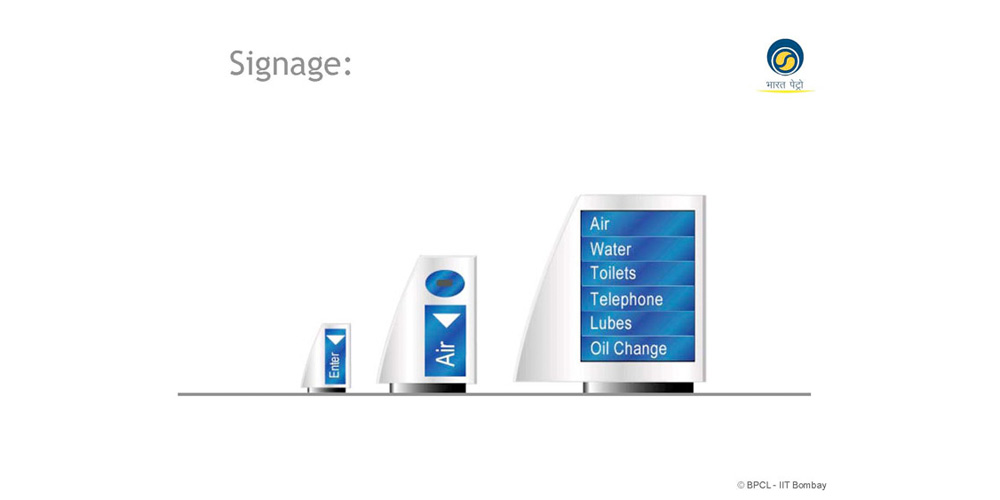 Signage:
भारत पेट्रो
Enter
Air
Air
Water
Toilets
Telephone
Lubes
Oil Change
© BPCL - IIT Bombay